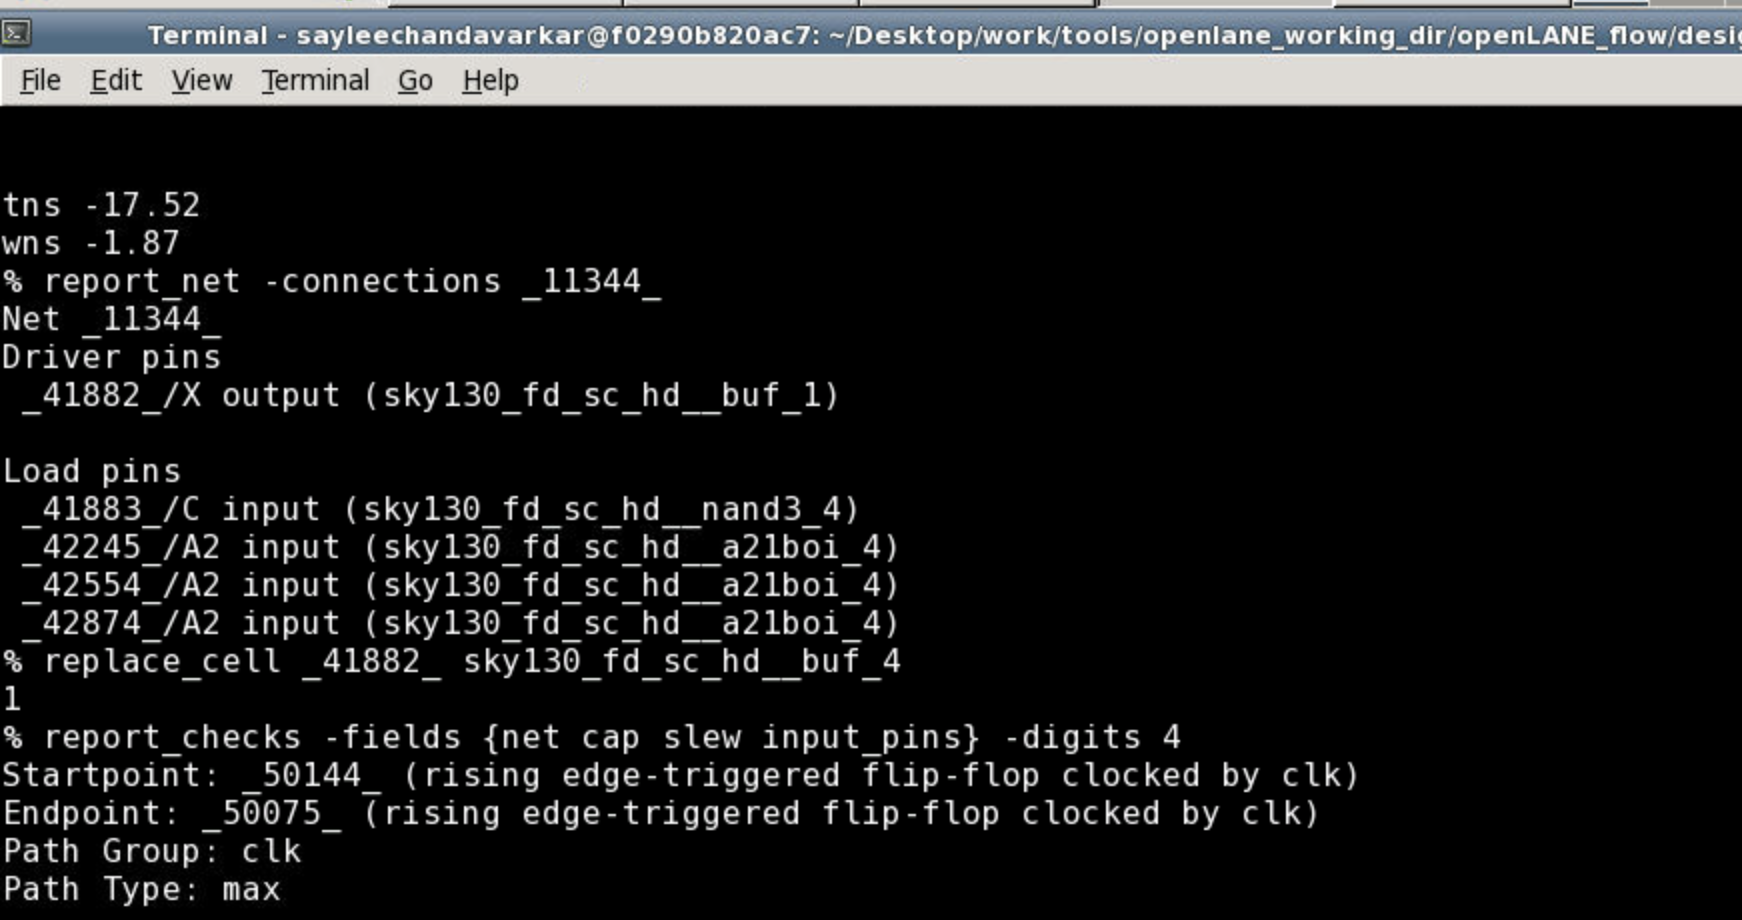 Terminal - sayleechandavarkar@f0290b820ac7: ~/Desktop/work/tools/openlane_working_dir/openLANE_flow/desig
File Edit View Terminal Go Help
tns -17.52
wns -1.87
% report_net -connections _11344_
Net _11344_
Driver pins
 _41882_/X output (sky130_fd_sc_hd__buf_1)

Load pins
 _41883_/C input (sky130_fd_sc_hd__nand3_4)
 _42245_/A2 input (sky130_fd_sc_hd__a21boi_4)
 _42554_/A2 input (sky130_fd_sc_hd__a21boi_4)
 _42874_/A2 input (sky130_fd_sc_hd__a21boi_4)
% replace_cell _41882_ sky130_fd_sc_hd__buf_4
1
% report_checks -fields {net cap slew input_pins} -digits 4
Startpoint: _50144_ (rising edge-triggered flip-flop clocked by clk)
Endpoint: _50075_ (rising edge-triggered flip-flop clocked by clk)
Path Group: clk
Path Type: max